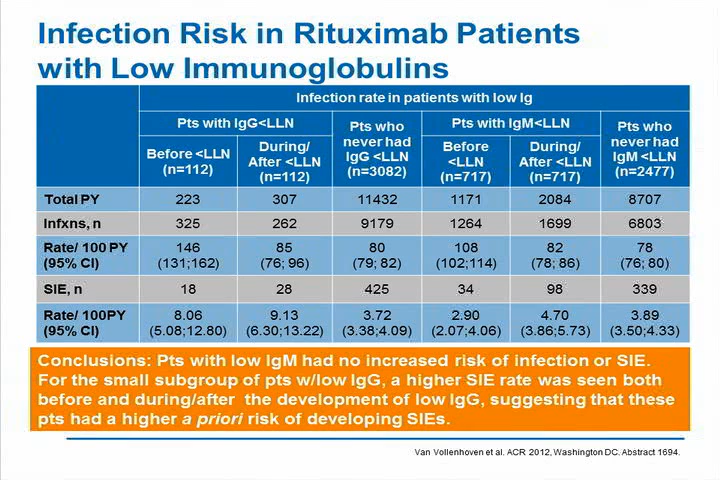 Infection Risk in Rituximab Patients
with Low Immunoglobulins
Infection rate in patients with low Ig
Pts with IgG<LLN
Pts who never had IgG <LLN (n=3082)
Pts with IgM<LLN
Pts who never had IgM <LLN (n=2477)
Before <LLN (n=112)
During/ After <LLN (n=112)
Before <LLN (n=717)
During/ After <LLN (n=717)
Total PY 223 307 11432 1171 2084 8707
Infxns, n 325 262 9179 1264 1699 6803
Rate/ 100 PY 146 85 80 108 82 78
(95% CI) (131;162) (76; 96) (79; 82) (102;114) (78; 86) (76; 80)
SIE, n 18 28 425 34 98 339
Rate/ 100PY 8.06 9.13 3.72 2.90 4.70 3.89
(95% CI) (5.08;12.80) (6.30;13.22) (3.38;4.09) (2.07;4.06) (3.86;5.73) (3.50;4.33)
Conclusions: Pts with low IgM had no increased risk of infection or SIE.
For the small subgroup of pts w/low IgG, a higher SIE rate was seen both
before and during/after the development of low IgG, suggesting that these
pts had a higher a priori risk of developing SIEs.
Van Vollenhoven et al. ACR 2012, Washington DC. Abstract 1694.